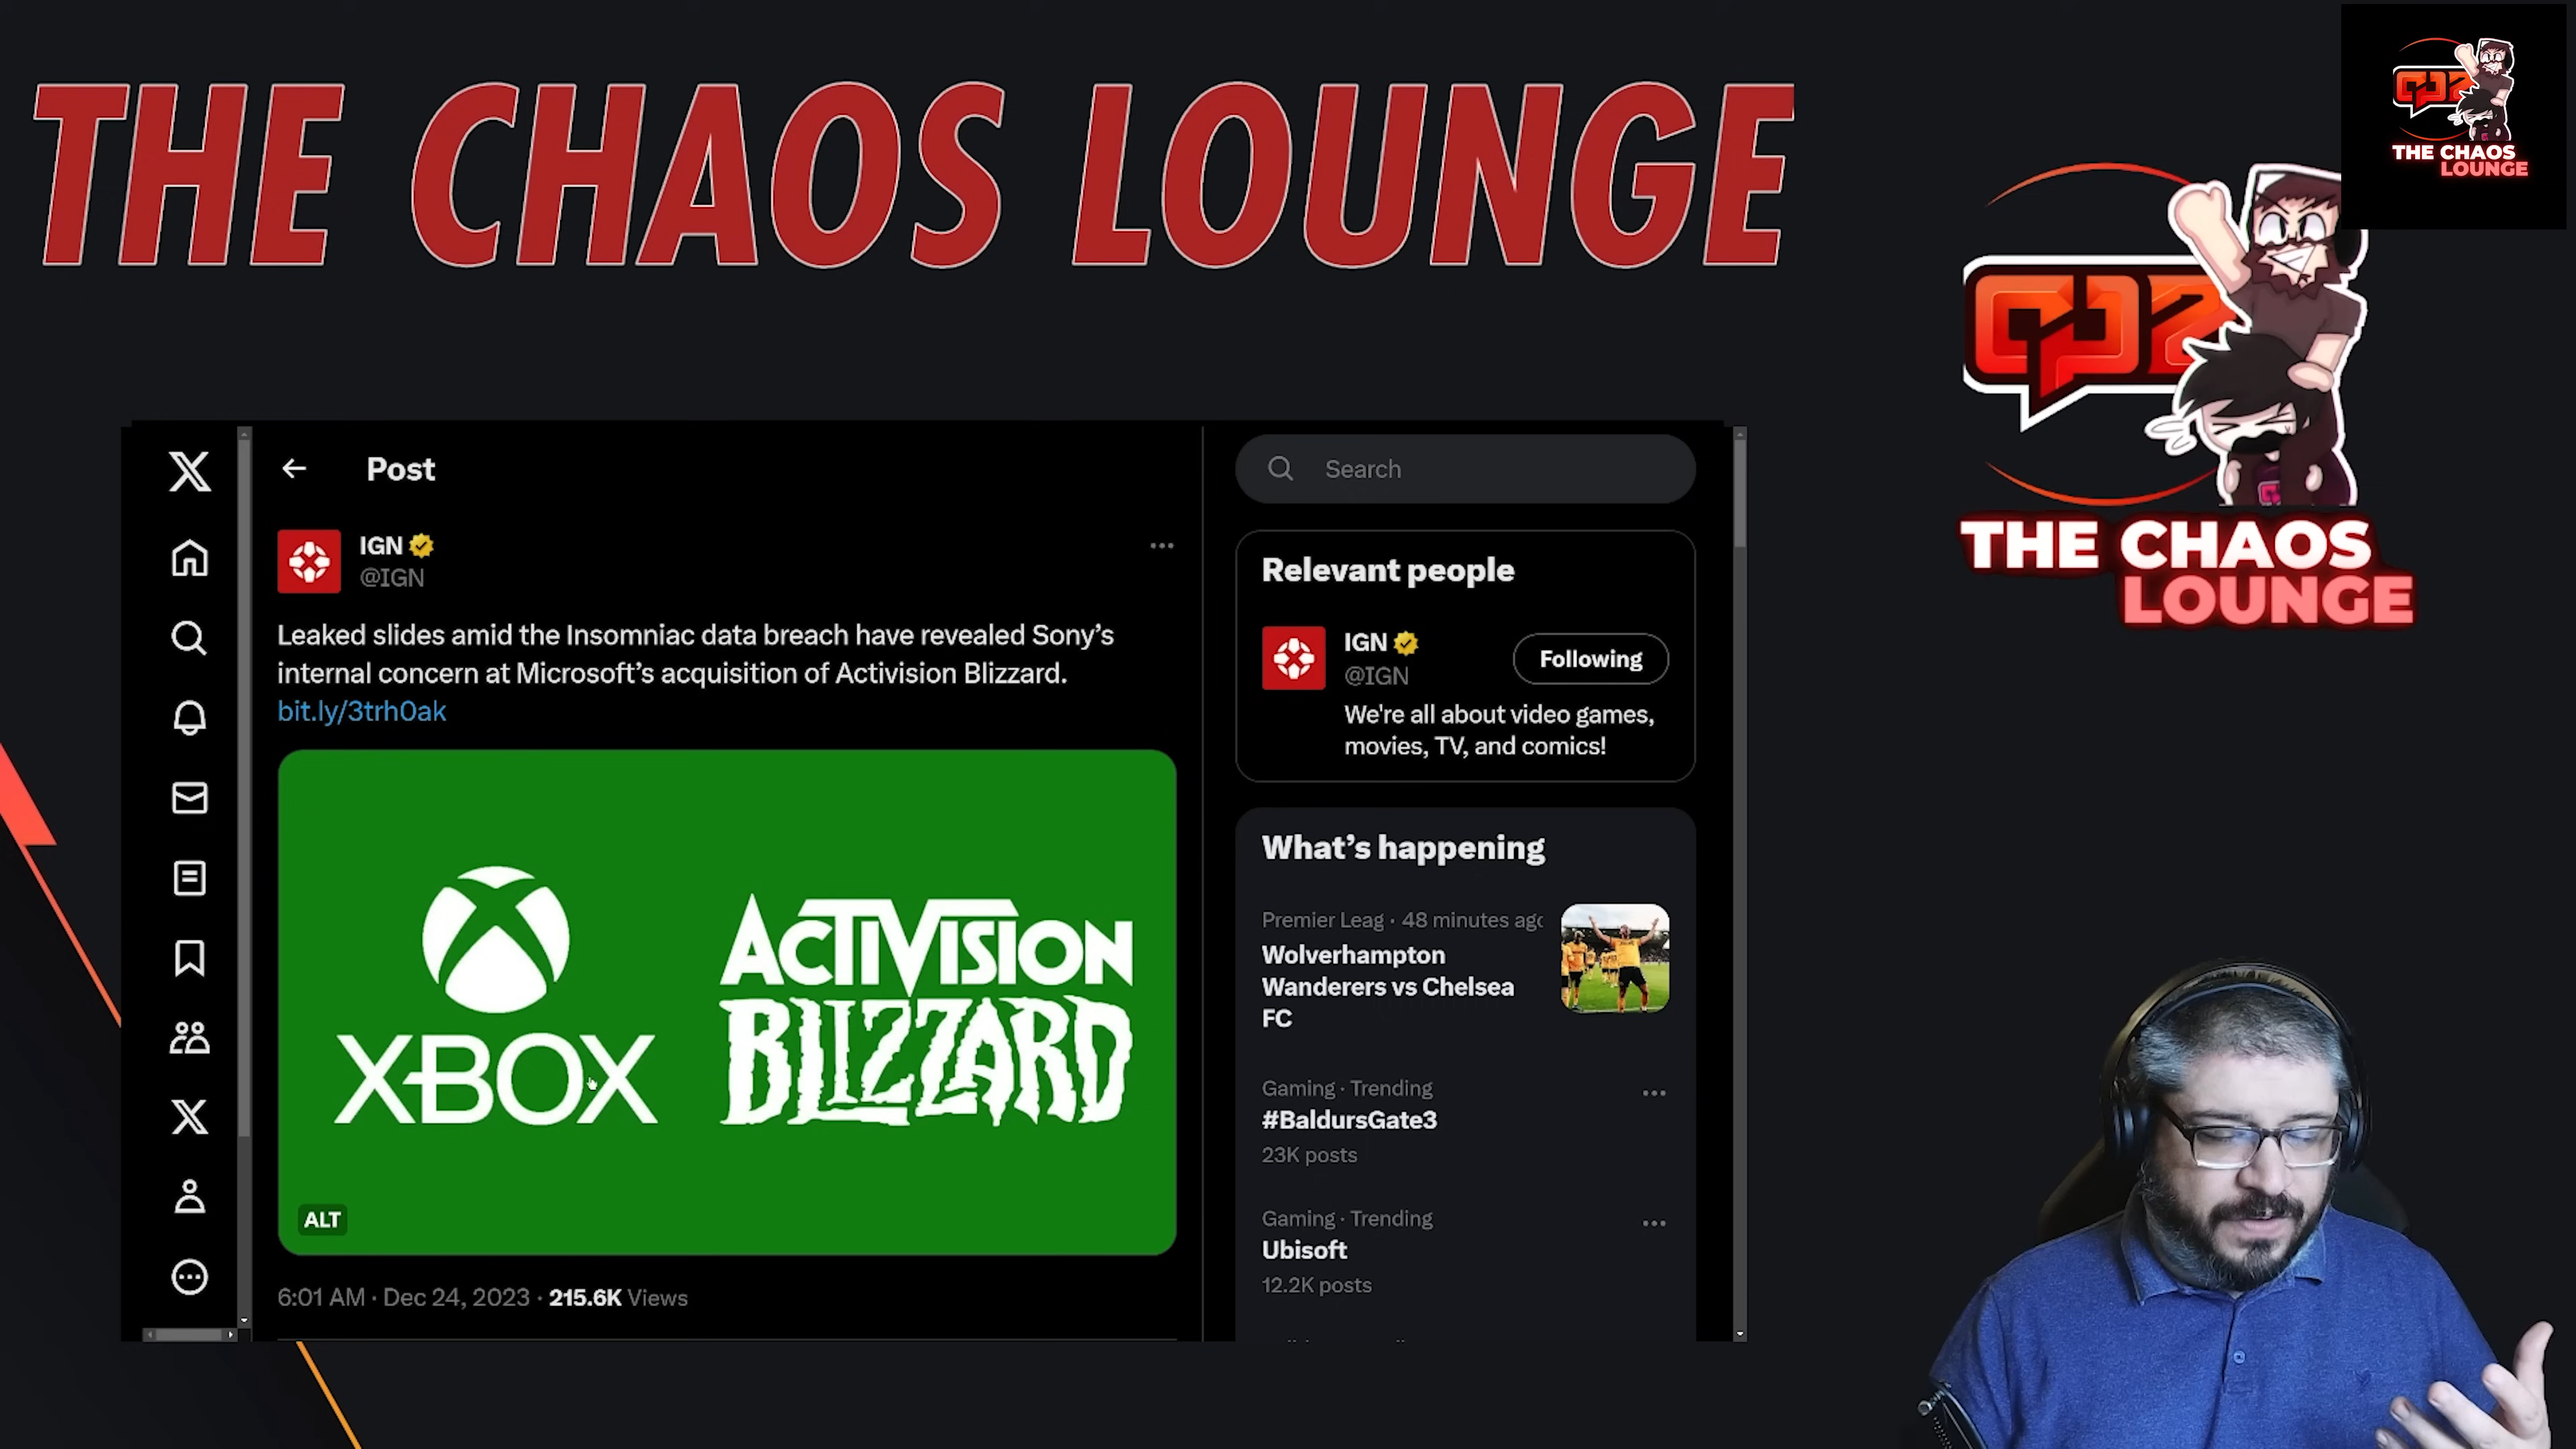 THE CHAOS LOUNGE
THE CHAOS
LOUNGE
THE CHAOS
LOUNGE
Post
IGN
@IGN
Leaked slides amid the Insomniac data breach have revealed Sony's
internal concern at Microsoft's acquisition of Activision Blizzard.
bit.ly/3trh0ak
XBOX
ACTIVISION
BLIZZARD
ALT
6:01 AM · Dec 24, 2023 · 215.6K Views
Search
Relevant people
IGN
@IGN
Following
We're all about video games,
movies, TV, and comics!
What's happening
Premier Leag · 48 minutes ago
Wolverhampton
Wanderers vs Chelsea
FC
Gaming · Trending
#BaldursGate3
23K posts
Gaming · Trending
Ubisoft
12.2K posts